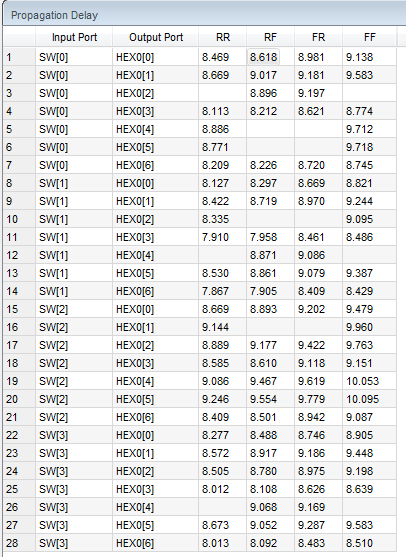 Propagation Delay
Input Port Output Port RR RF FR FF
1 SW[0] HEX0[0] 8.469 8.618 8.981 9.138
2 SW[0] HEX0[1] 8.669 9.017 9.181 9.583
3 SW[0] HEX0[2] 8.896 9.197
4 SW[0] HEX0[3] 8.113 8.212 8.621 8.774
5 SW[0] HEX0[4] 8.886 9.712
6 SW[0] HEX0[5] 8.771 9.718
7 SW[0] HEX0[6] 8.209 8.226 8.720 8.745
8 SW[1] HEX0[0] 8.127 8.297 8.669 8.821
9 SW[1] HEX0[1] 8.422 8.719 8.970 9.244
10 SW[1] HEX0[2] 8.335 9.095
11 SW[1] HEX0[3] 7.910 7.958 8.461 8.486
12 SW[1] HEX0[4] 8.871 9.086
13 SW[1] HEX0[5] 8.530 8.861 9.079 9.387
14 SW[1] HEX0[6] 7.867 7.905 8.409 8.429
15 SW[2] HEX0[0] 8.669 8.893 9.202 9.479
16 SW[2] HEX0[1] 9.144 9.960
17 SW[2] HEX0[2] 8.889 9.177 9.422 9.763
18 SW[2] HEX0[3] 8.585 8.610 9.118 9.151
19 SW[2] HEX0[4] 9.086 9.467 9.619 10.053
20 SW[2] HEX0[5] 9.246 9.554 9.779 10.095
21 SW[2] HEX0[6] 8.409 8.501 8.942 9.087
22 SW[3] HEX0[0] 8.277 8.488 8.746 8.905
23 SW[3] HEX0[1] 8.572 8.917 9.186 9.448
24 SW[3] HEX0[2] 8.505 8.780 8.975 9.198
25 SW[3] HEX0[3] 8.012 8.108 8.626 8.639
26 SW[3] HEX0[4] 9.068 9.169
27 SW[3] HEX0[5] 8.673 9.052 9.287 9.583
28 SW[3] HEX0[6] 8.013 8.092 8.483 8.510